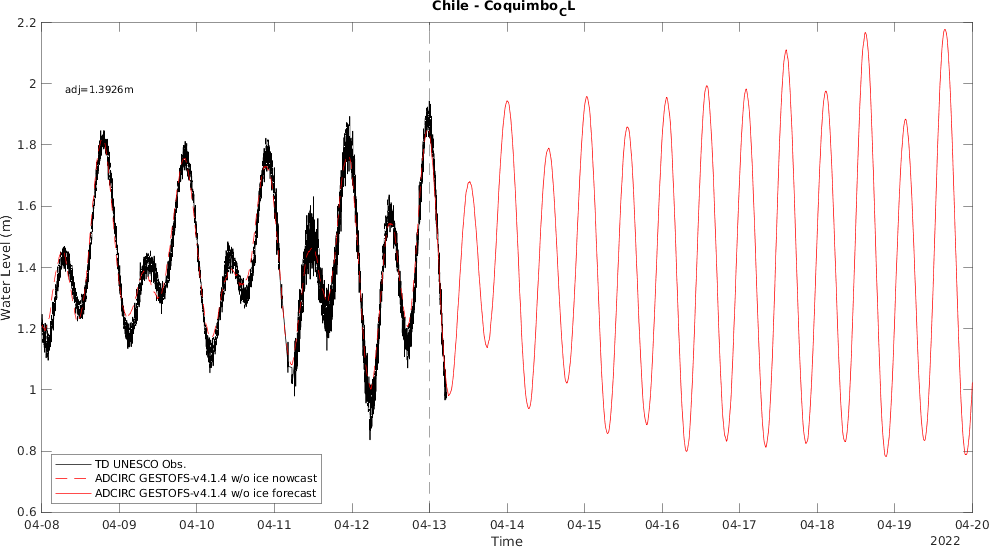 Chile - Coquimbo_CL
2.2
2
1.8
1.6
1.4
1.2
1
0.8
0.6
Water Level (m)
adj=1.3926m
TD UNESCO Obs.
ADCIRC GESTOFS-v4.1.4 w/o ice nowcast
ADCIRC GESTOFS-v4.1.4 w/o ice forecast
04-08 04-09 04-10 04-11 04-12 04-13 04-14 04-15 04-16 04-17 04-18 04-19 04-20
Time
2022